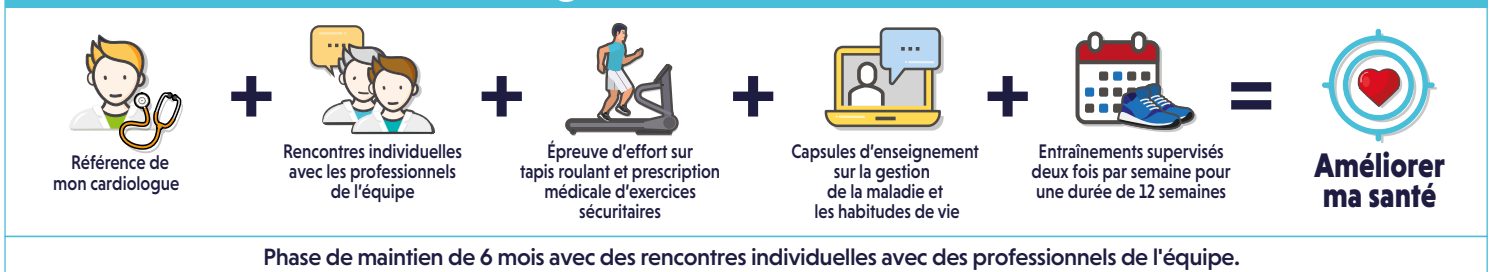 Référence de
mon cardiologue
+
Rencontres individuelles
avec les professionnels
de l'équipe
+
Épreuve d'effort sur
tapis roulant et prescription
médicale d'exercices
sécuritaires
+
Capsules d'enseignement
sur la gestion
de la maladie et
les habitudes de vie
+
Entraînements supervisés
deux fois par semaine pour
une durée de 12 semaines
=
Améliorer
ma santé
Phase de maintien de 6 mois avec des rencontres individuelles avec des professionnels de l'équipe.